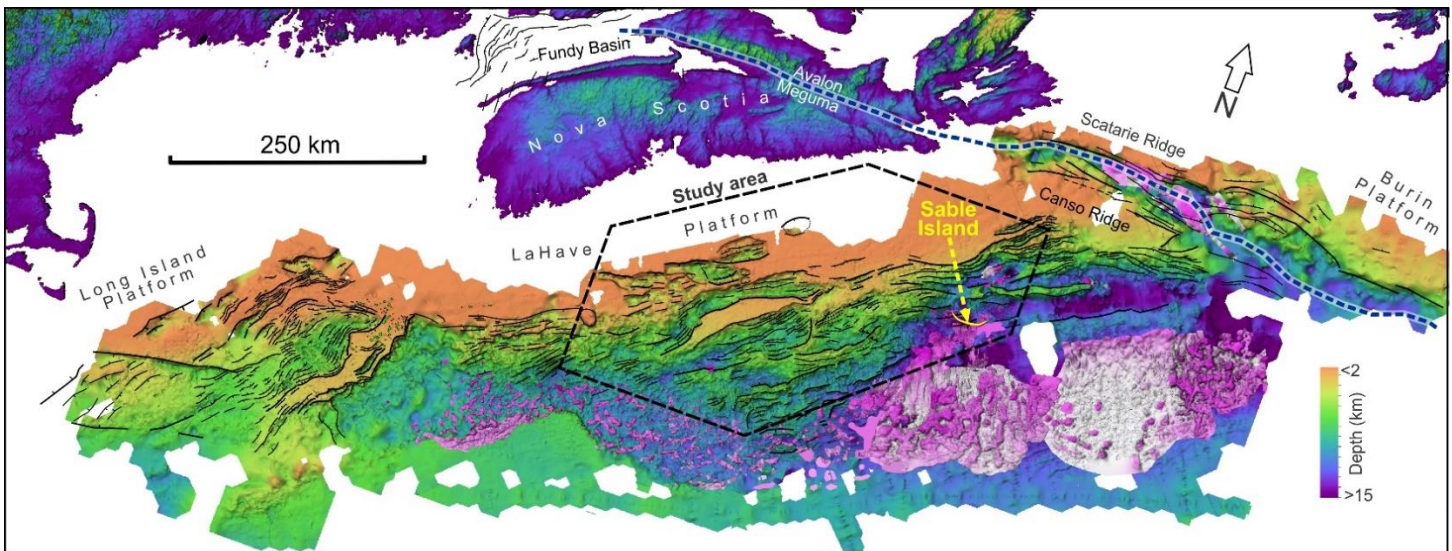 Fundy Basin
Avalon
Meguma
Nova Scotia
N
250 km
Scatarie Ridge
Study area
Burin
Platform
Sable
Island
Canso Ridge
LaHave
Platform
Long Island
Platform
<2
Depth (km)
>15